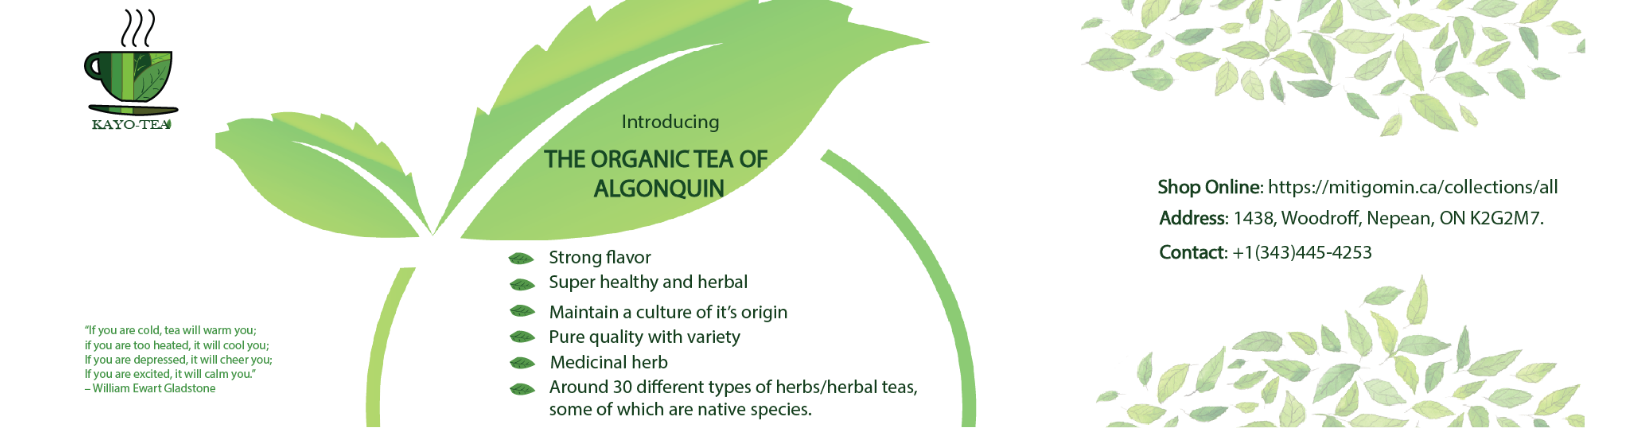 KAYO-TEA
"If you are cold, tea will warm you;
if you are too heated, it will cool you;
If you are depressed, it will cheer you;
If you are excited, it will calm you."
– William Ewart Gladstone
Introducing
THE ORGANIC TEA OF
ALGONQUIN
Strong flavor
Super healthy and herbal
Maintain a culture of it's origin
Pure quality with variety
Medicinal herb
Around 30 different types of herbs/herbal teas,
some of which are native species.
Shop Online: https://mitigomin.ca/collections/all
Address: 1438, Woodroff, Nepean, ON K2G2M7.
Contact: +1(343)445-4253